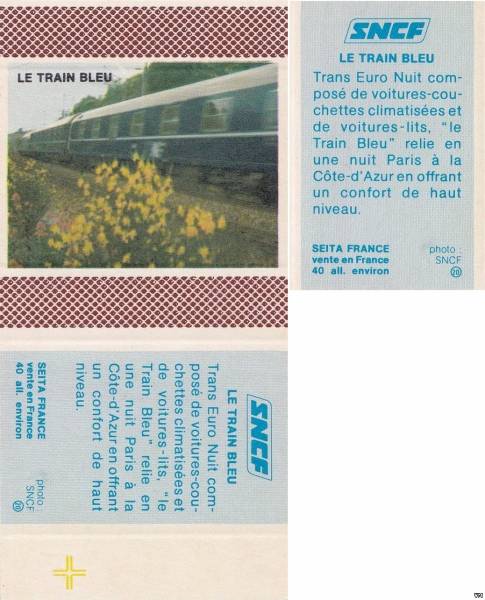 LE TRAIN BLEU
SNCF
LE TRAIN BLEU
Trans Euro Nuit com-
posé de voitures-cou-
chettes climatisées et
de voitures-lits, "le
Train Bleu" relie en
une nuit Paris à la
Côte-d'Azur en offrant
un confort de haut
niveau.
SEITA FRANCE
vente en France
40 all. environ
photo :
SNCF
20
SNCF
LE TRAIN BLEU
Trans Euro Nuit com-
posé de voitures-cou-
chettes climatisées et
de voitures-lits, "le
Train Bleu" relie en
une nuit Paris à la
Côte-d'Azur en offrant
un confort de haut
niveau.
SEITA FRANCE
vente en France
40 all. environ
photo :
SNCF
20